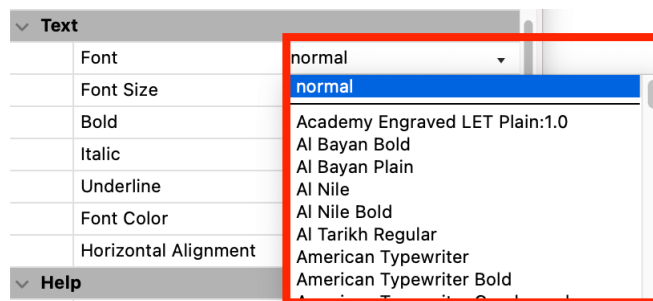 Text
Font normal
normal
Font Size
Bold
Italic
Underline
Font Color
Horizontal Alignment
Help
Academy Engraved LET Plain:1.0
Al Bayan Bold
Al Bayan Plain
Al Nile
Al Nile Bold
Al Tarikh Regular
American Typewriter
American Typewriter Bold